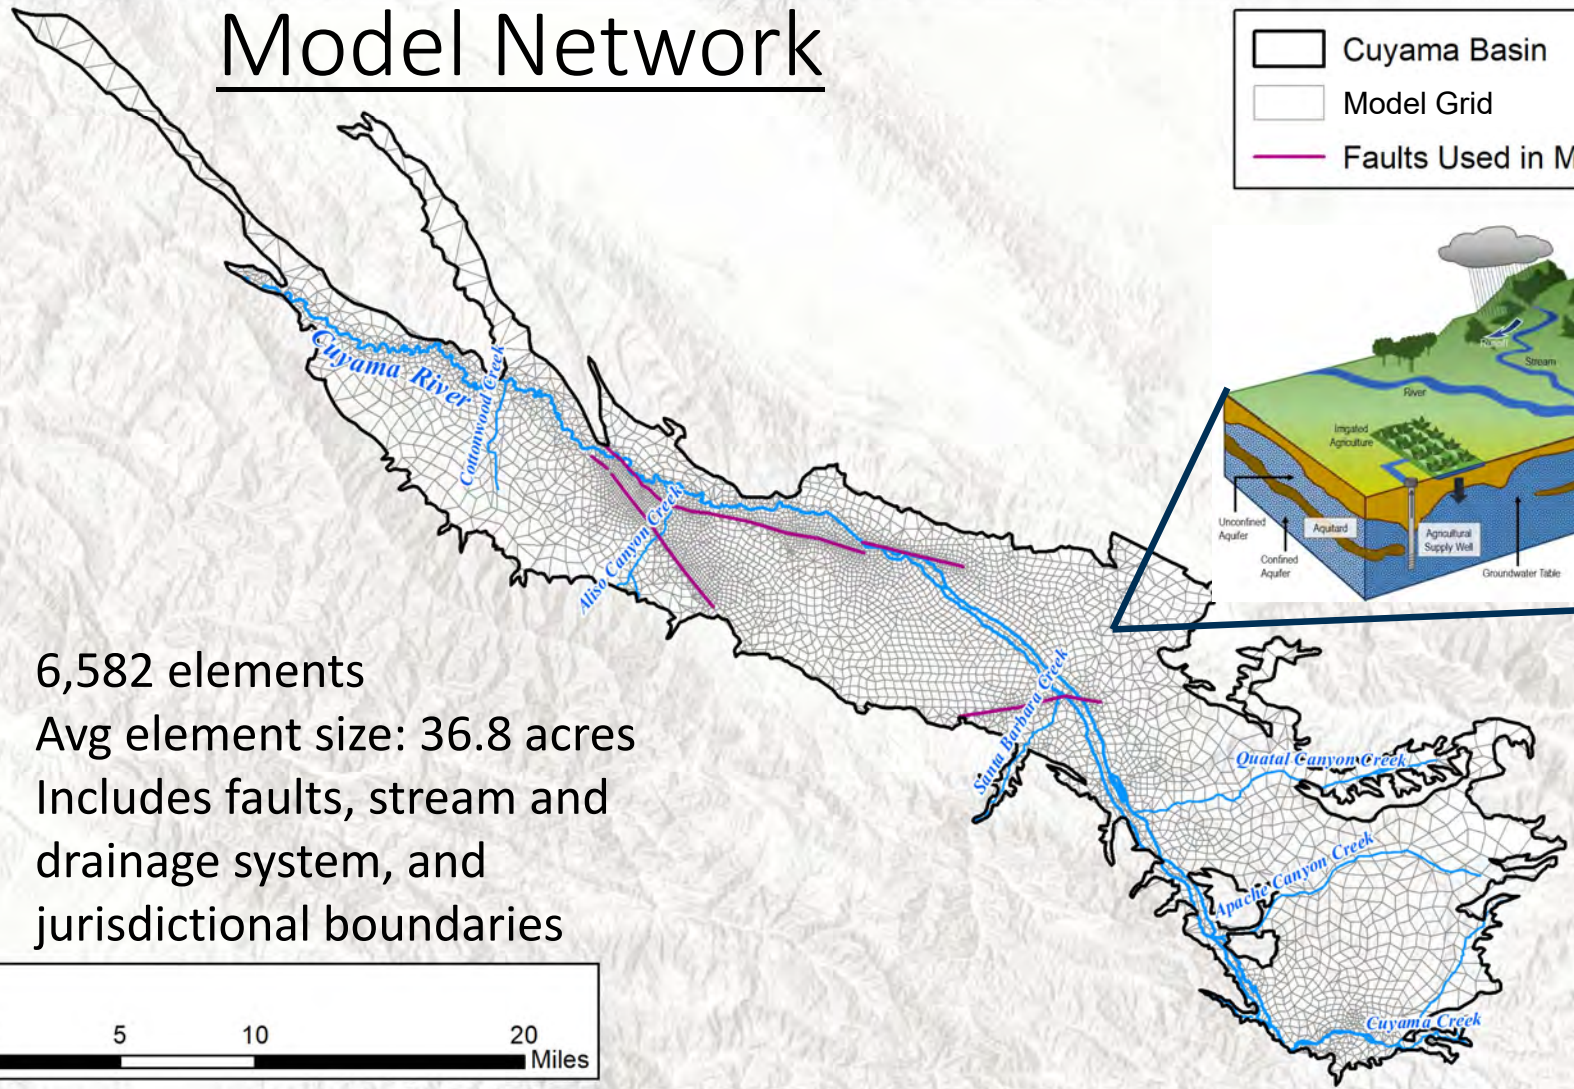 Model Network
Cuyama Basin
Model Grid
Faults Used in M
Runoff
Stream
River
Irrigated
Agriculture
Unconfined
Aquifer
Aquitard
Agricultural
Supply Well
Confined
Aquifer
Groundwater Table
Cuyama River
Cottonwood Creek
Aliso Canyon Creek
Santa Barbara Creek
Quatal Canyon Creek
Apache Canyon Creek
Cuyama Creek
6,582 elements
Avg element size: 36.8 acres
Includes faults, stream and
drainage system, and
jurisdictional boundaries
5 10 20
Miles